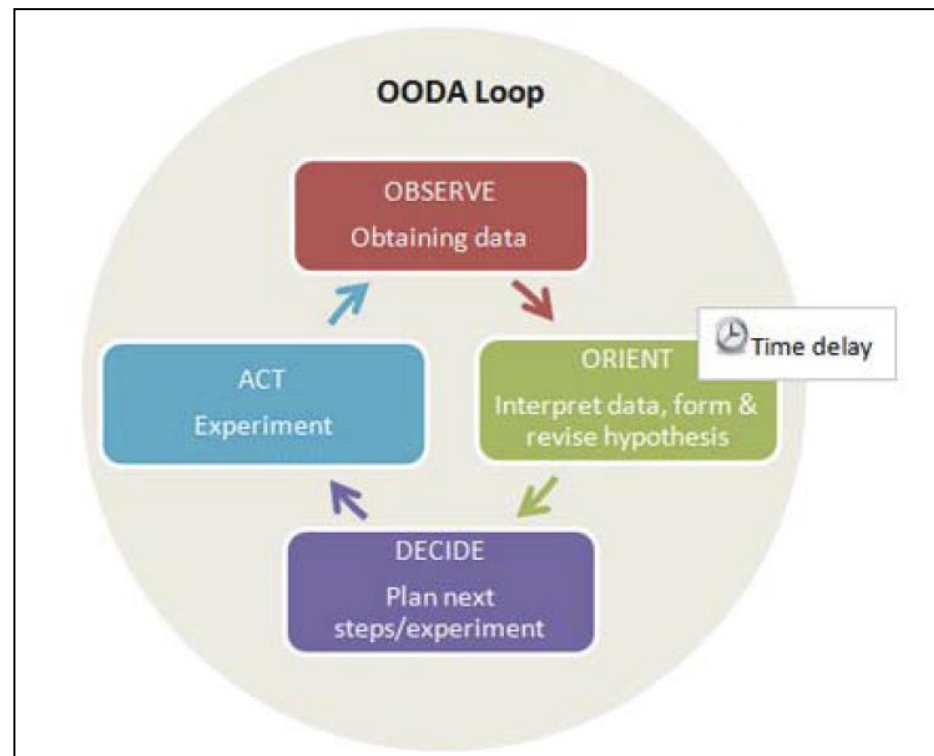 OODA Loop
OBSERVE
Obtaining data
Time delay
ORIENT
Interpret data, form &
revise hypothesis
ACT
Experiment
DECIDE
Plan next
steps/experiment